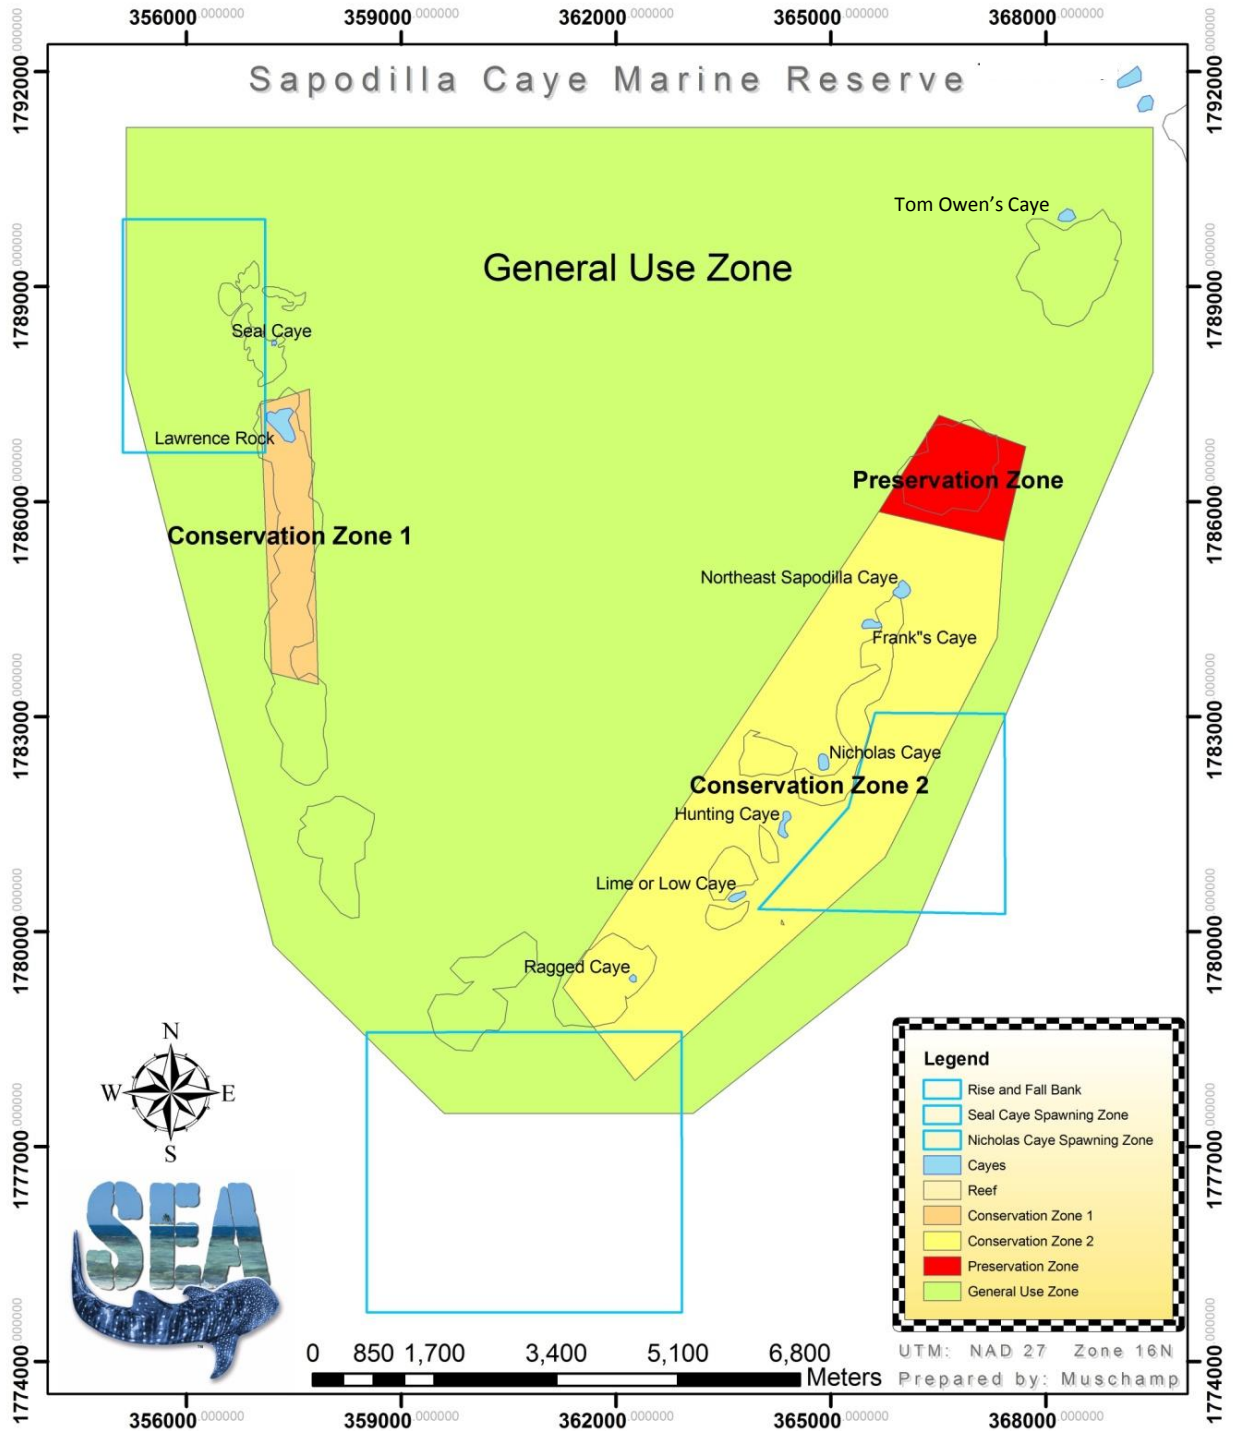 356000.000000 359000.000000 362000.000000 365000.000000 368000.000000
Sapodilla Caye Marine Reserve
1792000.000000
1792000.000000
Tom Owen's Caye
General Use Zone
1789000.000000
1789000.000000
Seal Caye
Lawrence Rock
Preservation Zone
1786000.000000
1786000.000000
Conservation Zone 1
Northeast Sapodilla Caye
Frank"s Caye
1783000.000000
1783000.000000
Nicholas Caye
Conservation Zone 2
Hunting Caye
Lime or Low Caye
1780000.000000
1780000.000000
Ragged Caye
N
W E
S
Legend
Rise and Fall Bank
Seal Caye Spawning Zone
Nicholas Caye Spawning Zone
Cayes
Reef
Conservation Zone 1
Conservation Zone 2
Preservation Zone
General Use Zone
1777000.000000
1777000.000000
SEA
TM
0 850 1,700 3,400 5,100 6,800
Meters
UTM: NAD 27 Zone 16N
Prepared by: Muschamp
1774000.000000
1774000.000000
356000.000000 359000.000000 362000.000000 365000.000000 368000.000000